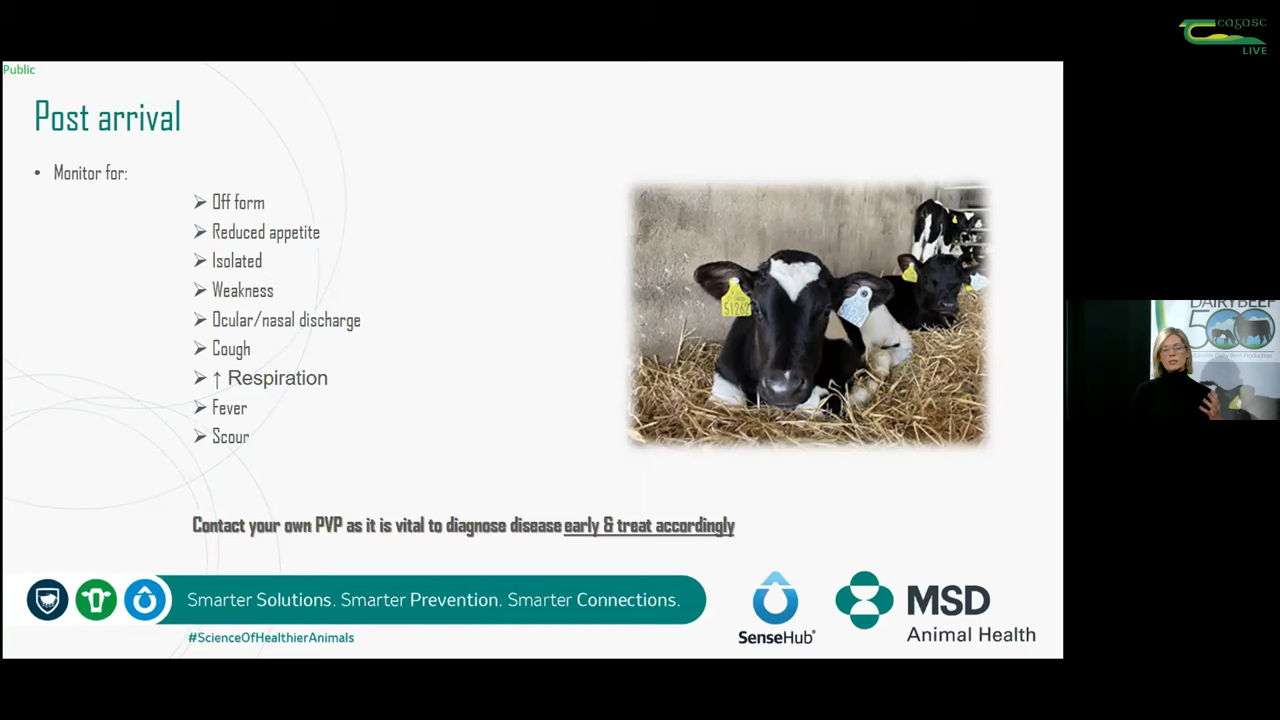 eagasc
LIVE
Public
Post arrival
• Monitor for:
➢ Off form
➢ Reduced appetite
➢ Isolated
➢ Weakness
➢ Ocular/nasal discharge
➢ Cough
➢ ↑ Respiration
➢ Fever
➢ Scour
Contact your own PVP as it is vital to diagnose disease early & treat accordingly
Smarter Solutions. Smarter Prevention. Smarter Connections.
#ScienceOfHealthierAnimals
SenseHub®
MSD
Animal Health
DAIRYBEEF
500